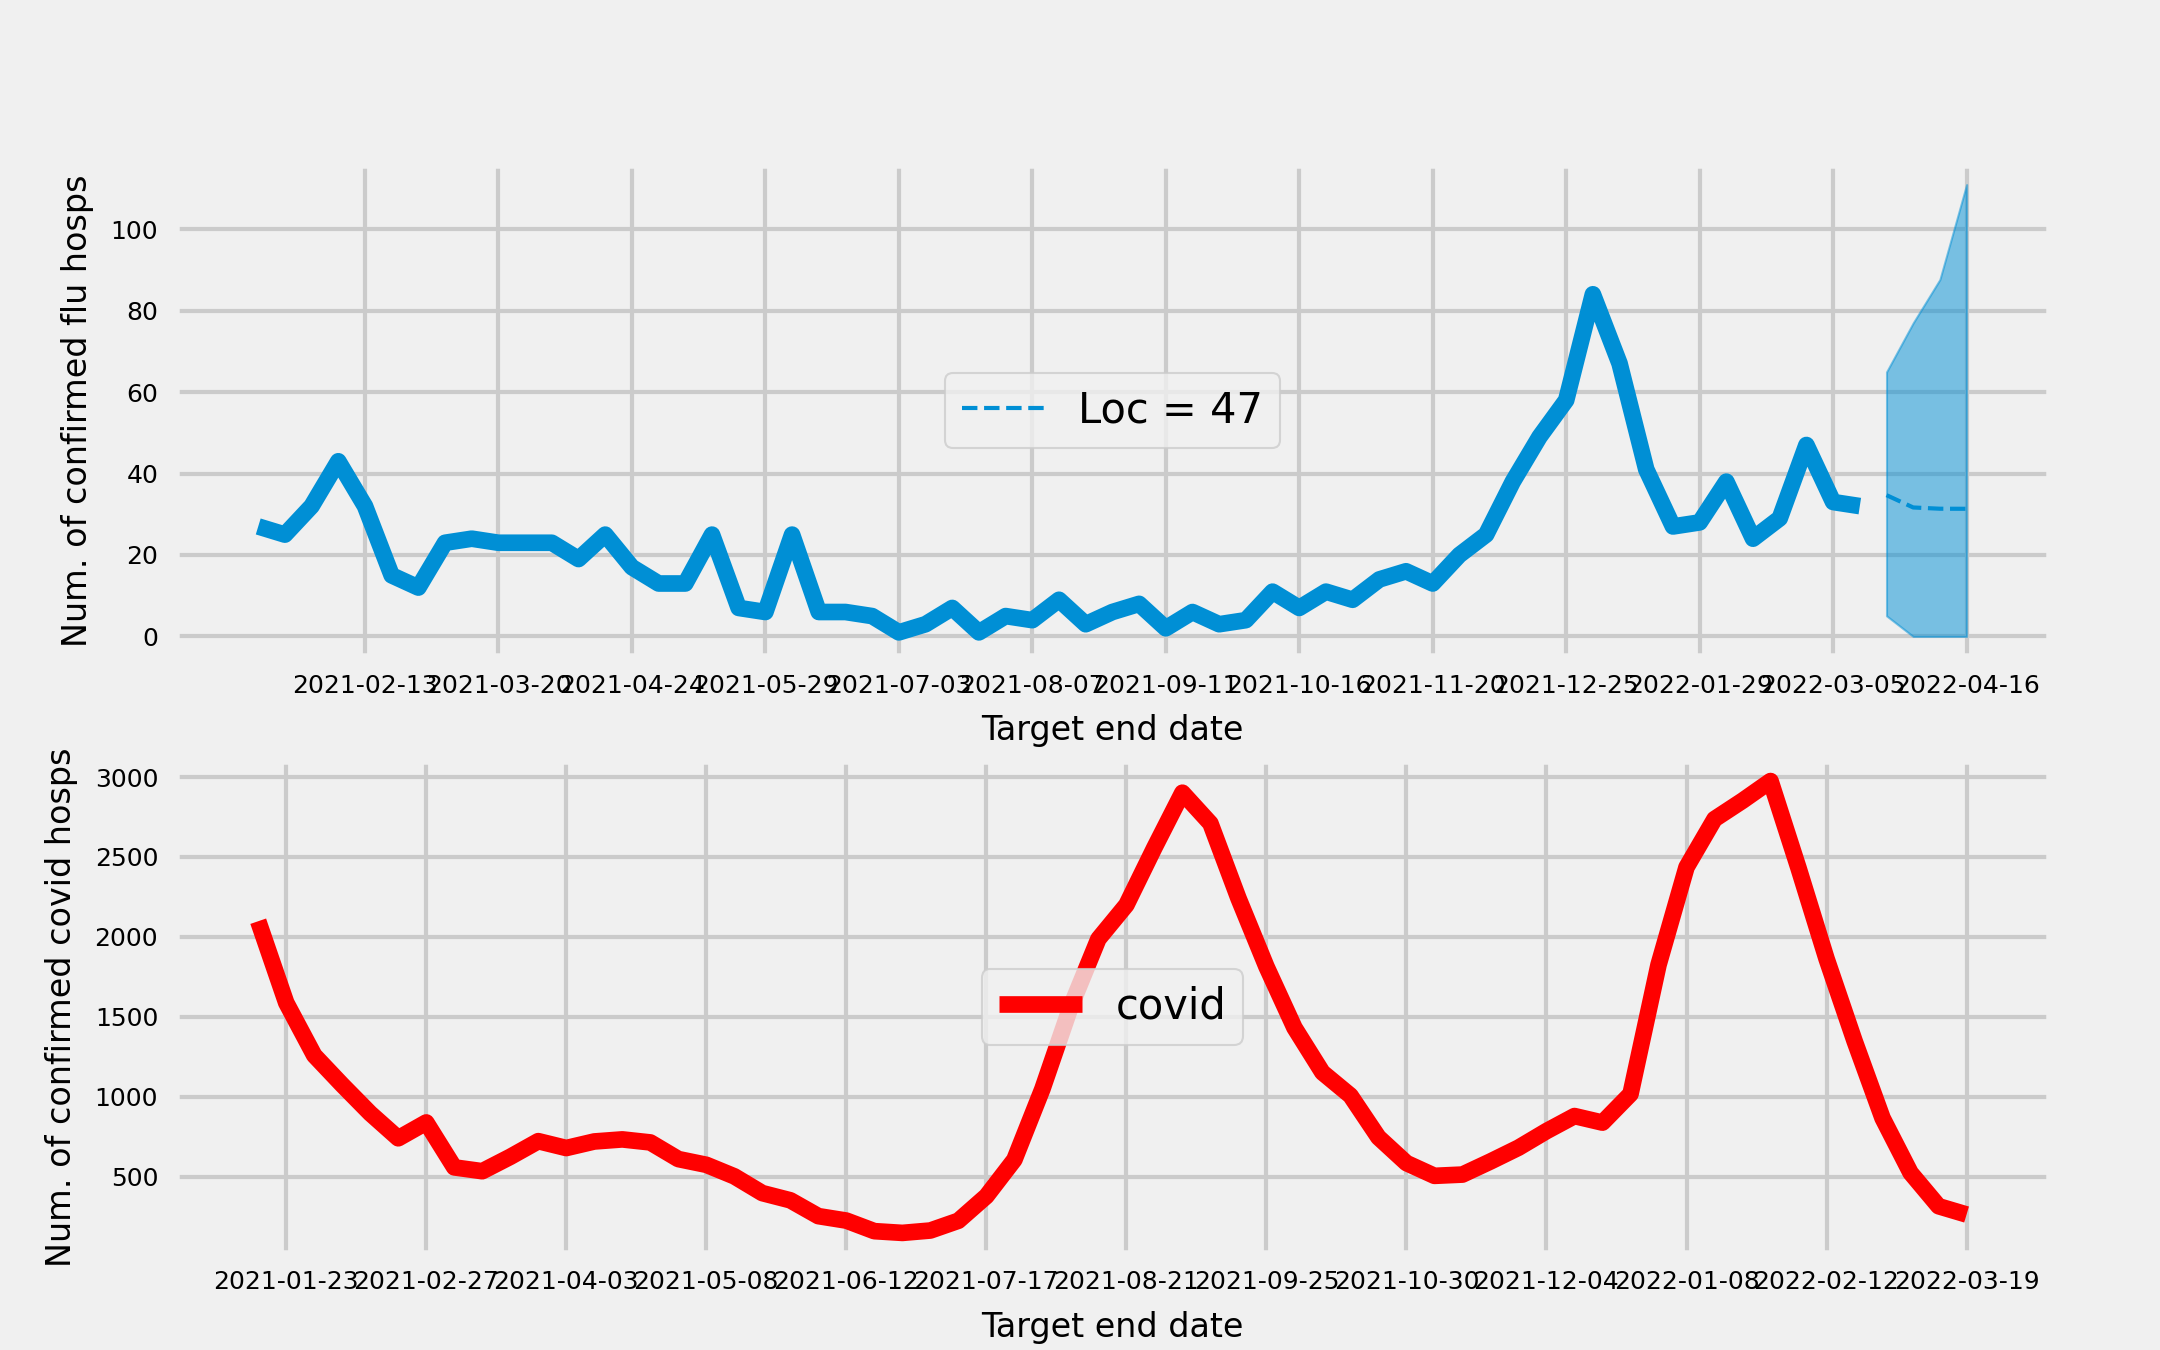 Num. of confirmed flu hosps
100
80
60
40
20
0
Loc = 47
2021-02-13 2021-03-20 2021-04-24 2021-05-29 2021-07-03 2021-08-07 2021-09-11 2021-10-16 2021-11-20 2021-12-25 2022-01-29 2022-03-05 2022-04-16
Target end date
Num. of confirmed covid hosps
3000
2500
2000
1500
1000
500
covid
2021-01-23 2021-02-27 2021-04-03 2021-05-08 2021-06-12 2021-07-17 2021-08-21 2021-09-25 2021-10-30 2021-12-04 2022-01-08 2022-02-12 2022-03-19
Target end date